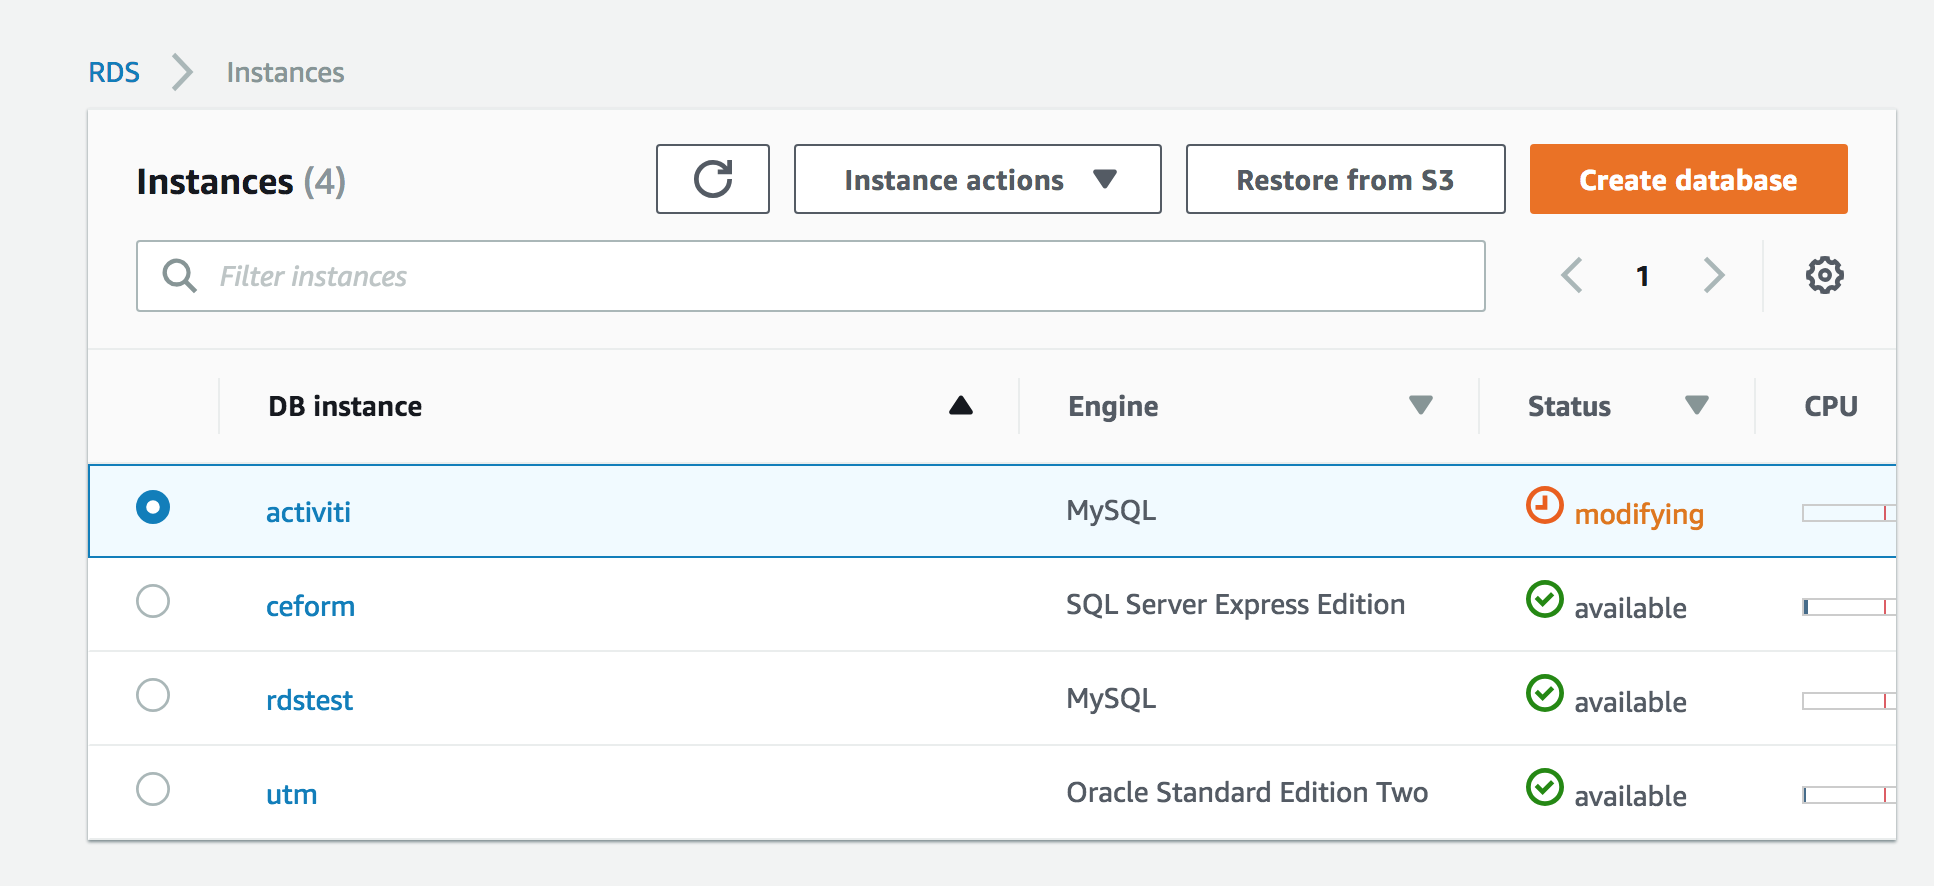 RDS Instances
Instances (4) Instance actions Restore from S3 Create database
Filter instances 1
DB instance Engine Status CPU
activiti MySQL modifying
ceform SQL Server Express Edition available
rdstest MySQL available
utm Oracle Standard Edition Two available